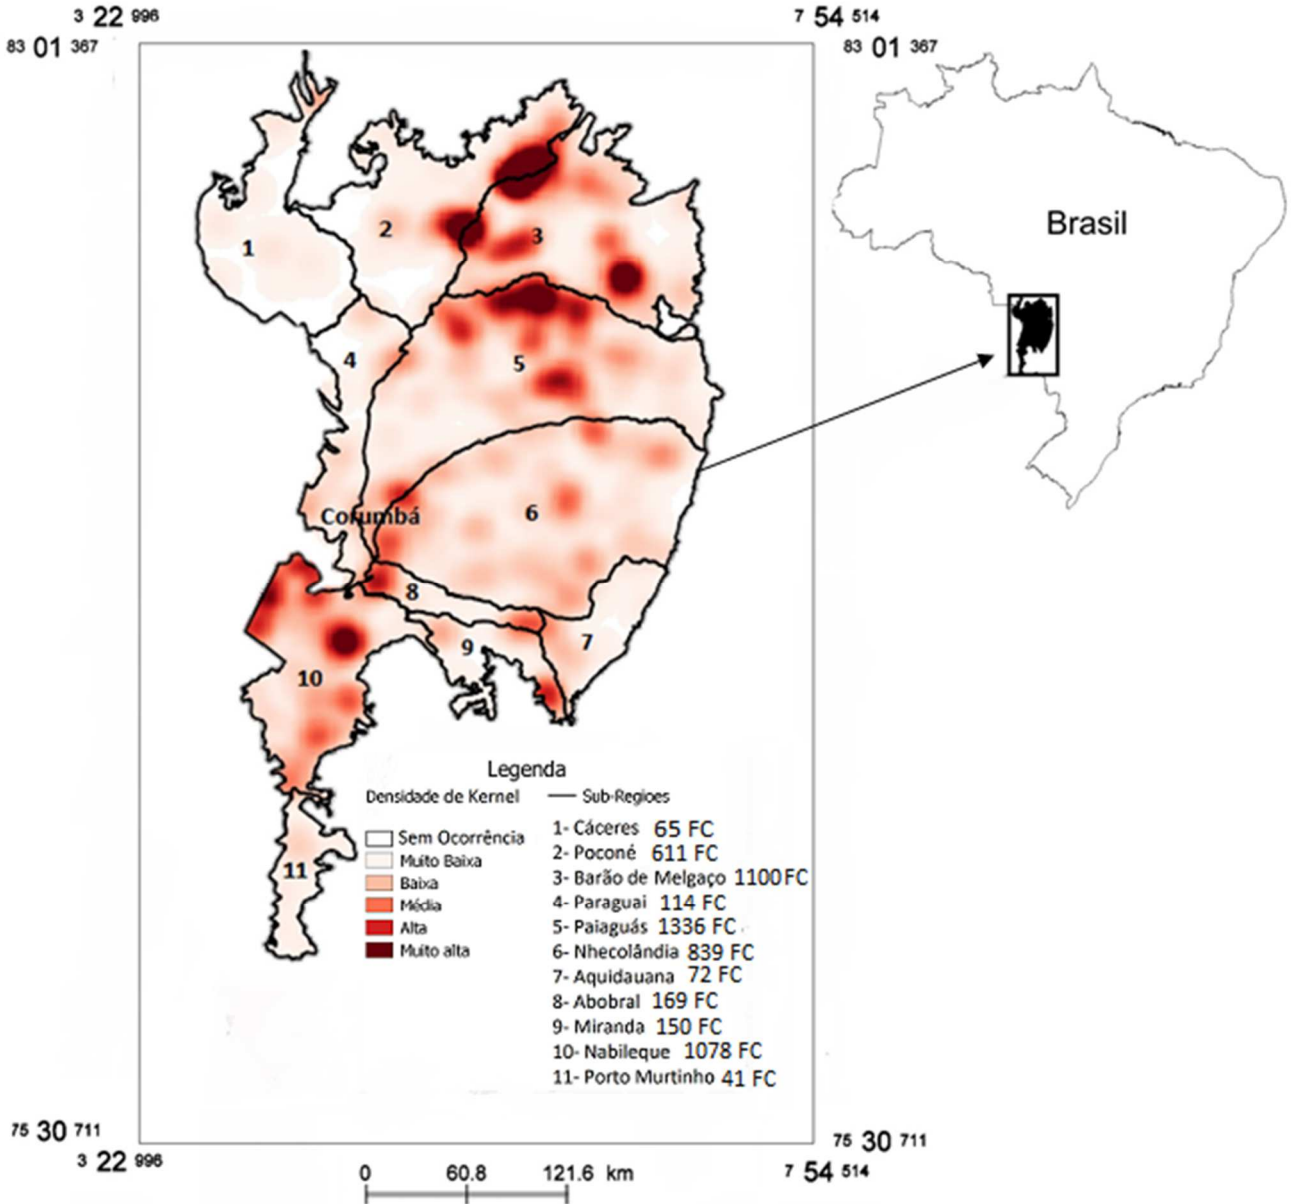 3 22 996
7 54 514
83 01 367
83 01 367
Brasil
1
2
3
4
5
6
Corumbá
7
8
9
10
11
Legenda
Densidade de Kernel
Sem Ocorrência
Muito Baixa
Baixa
Média
Alta
Muito alta
Sub-Regioes
1- Cáceres 65 FC
2- Poconé 611 FC
3- Barão de Melgaço 1100 FC
4- Paraguai 114 FC
5- Paiaguás 1336 FC
6- Nhecolândia 839 FC
7- Aquidauana 72 FC
8- Abobral 169 FC
9- Miranda 150 FC
10- Nabileque 1078 FC
11- Porto Murtinho 41 FC
75 30 711
75 30 711
3 22 996
7 54 514
0 60.8 121.6 km